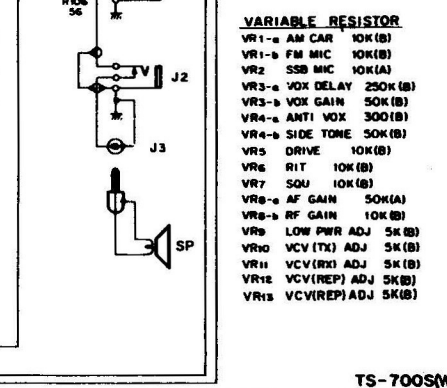 R106
56
J2
J3
SP
VARIABLE RESISTOR
VR1-a AM CAR 10K(B)
VR1-b FM MIC 10K(B)
VR2 SSB MIC 10K(A)
VR3-a VOX DELAY 250K(B)
VR3-b VOX GAIN 50K(B)
VR4-a ANTI VOX 300(B)
VR4-b SIDE TONE 50K(B)
VR5 DRIVE 10K(B)
VR6 RIT 10K(B)
VR7 SQU 10K(B)
VR8-a AF GAIN 50K(A)
VR8-b RF GAIN 10K(B)
VR9 LOW PWR ADJ 5K(B)
VR10 VCV(TX) ADJ 5K(B)
VR11 VCV(RX) ADJ 5K(B)
VR12 VCV(REP) ADJ 5K(B)
VR13 VCV(REP) ADJ 5K(B)
TS-700S